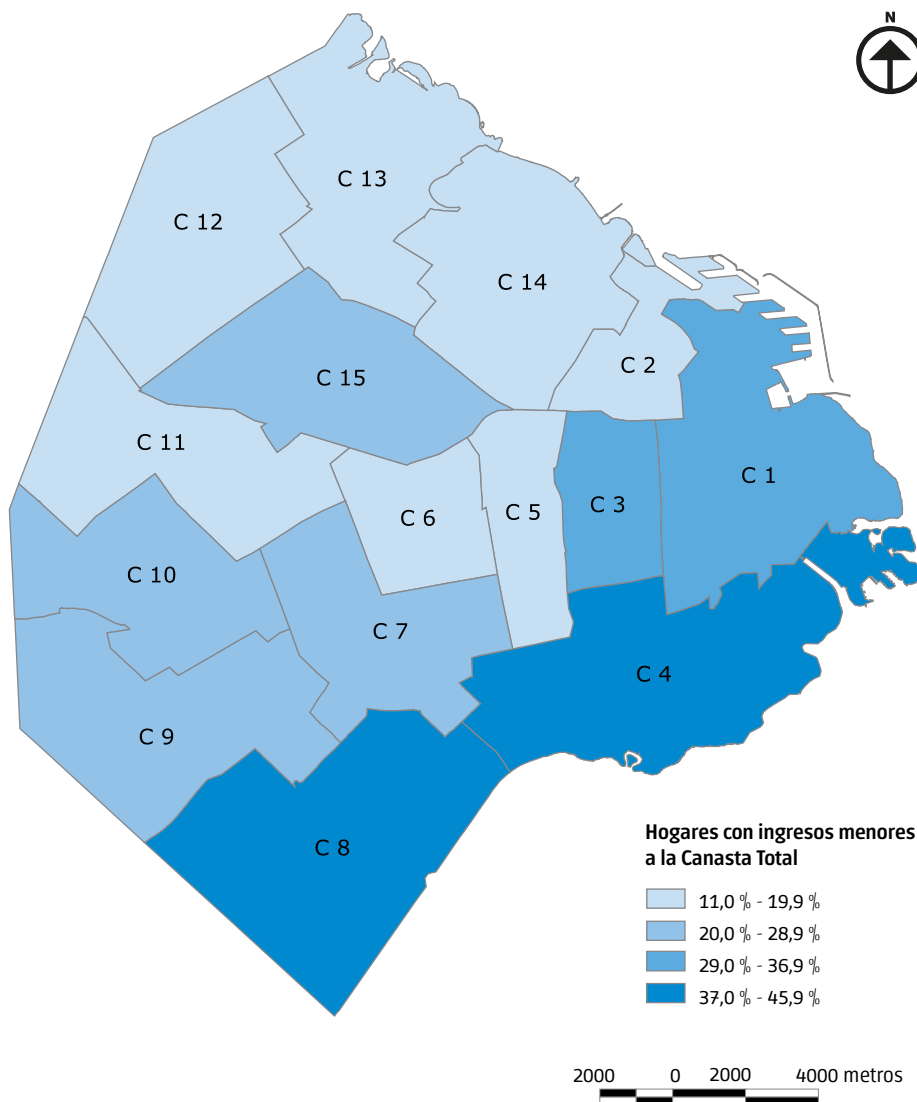 N
C 13
C 12
C 14
C 2
C 15
C 11
C 1
C 3
C 5
C 6
C 10
C 7
C 4
C 9
C 8
Hogares con ingresos menores
a la Canasta Total
11,0 % - 19,9 %
20,0 % - 28,9 %
29,0 % - 36,9 %
37,0 % - 45,9 %
2000 0 2000 4000 metros